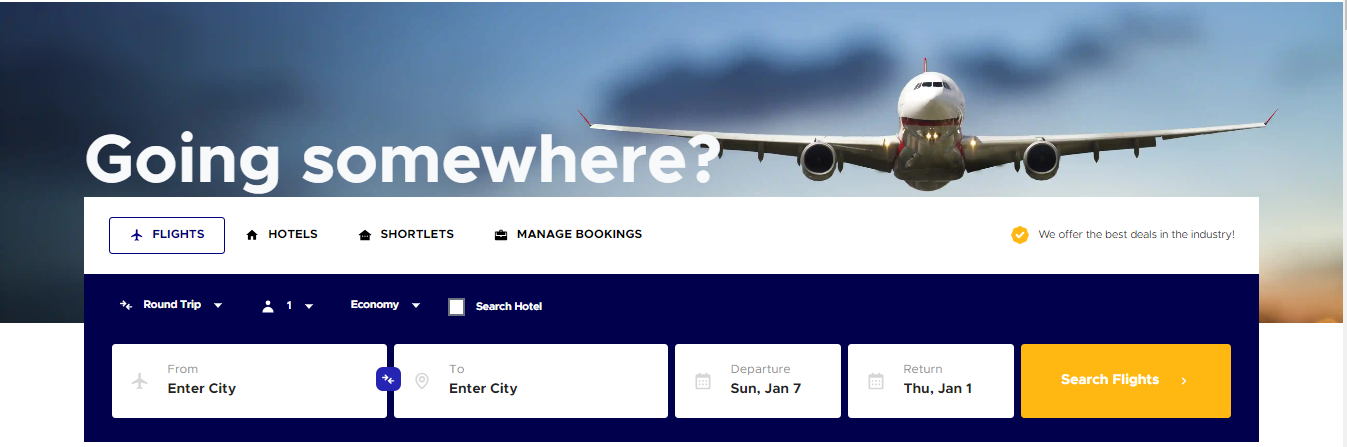 Going somewhere?
FLIGHTS HOTELS SHORTLETS MANAGE BOOKINGS We offer the best deals in the industry!
Round Trip 1 Economy Search Hotel
From To Departure Return
Enter City Enter City Sun, Jan 7 Thu, Jan 1 Search Flights